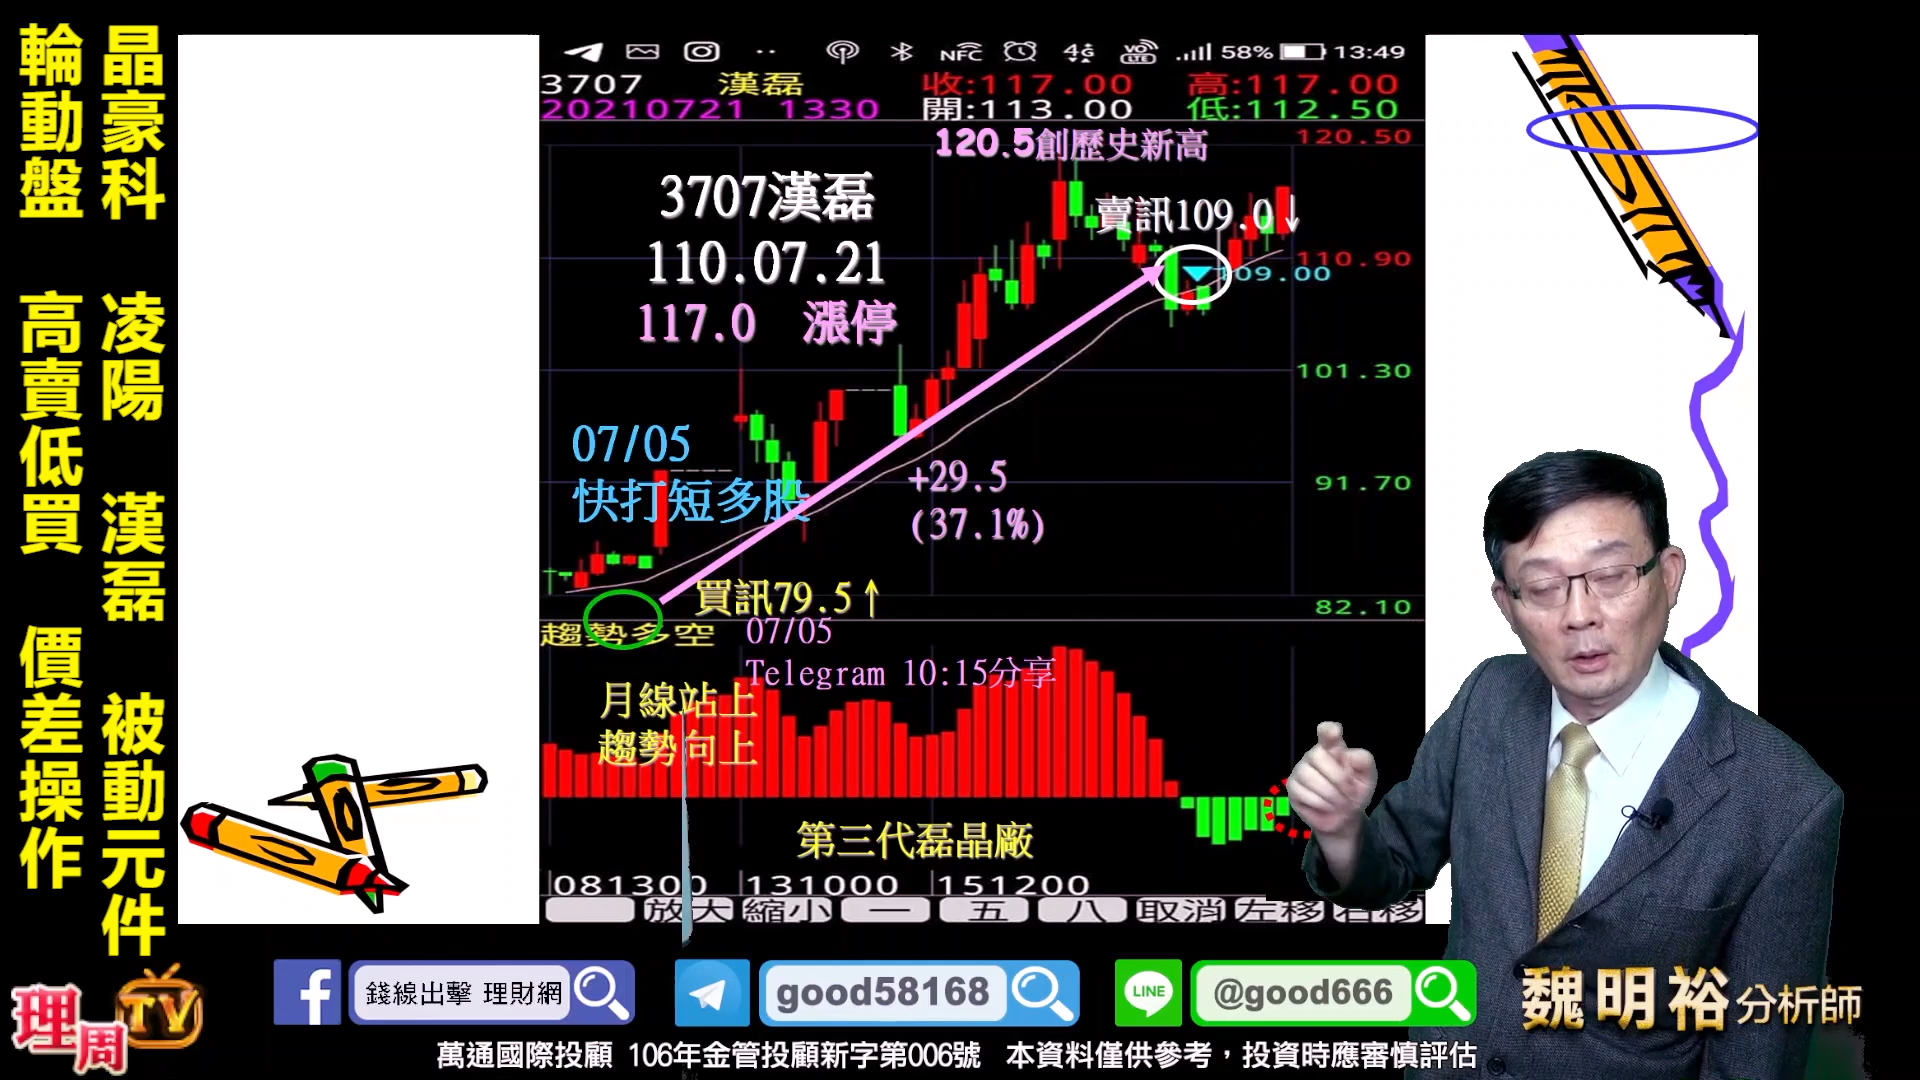 晶豪科 凌陽 漢磊 被動元件
輪動盤 高賣低買 價差操作
NFC 4G VO LTE 58% 13:49
3707 漢磊 收:117.00 高:117.00
20210721 1330 開:113.00 低:112.50
120.5創歷史新高
120.50
3707漢磊
110.07.21
117.0 漲停
賣訊109.0↓
110.90
109.00
101.30
07/05
快打短多股
+29.5
(37.1%)
91.70
買訊79.5↑
82.10
趨勢多空
07/05
Telegram 10:15分享
月線站上
趨勢向上
第三代磊晶廠
081300 131000 151200
放大 縮小 一 五 八 取消 左移 右移
理周TV
錢線出擊 理財網
good58168
LINE
@good666
魏明裕分析師
萬通國際投顧 106年金管投顧新字第006號 本資料僅供參考，投資時應審慎評估